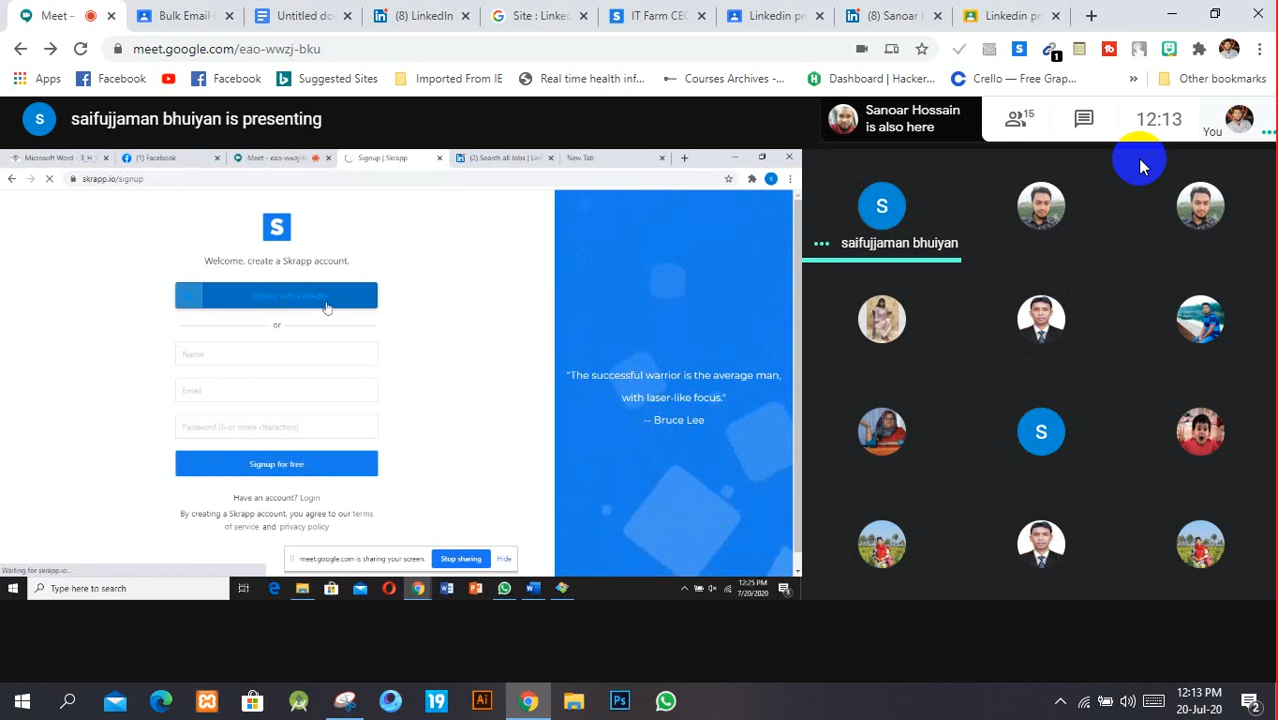 Meet –
Bulk Email
Untitled do
(8) LinkedIn
Site : Linke
IT Farm CE
Linkedin pr
(8) Sanoar H
Linkedin pr
meet.google.com/eao-wwzj-bku
1
Apps
Facebook
Facebook
Suggested Sites
Imported From IE
Real time health inf...
Courses Archives -...
Dashboard | Hacker...
Crello — Free Grap...
»
Other bookmarks
S
saifujjaman bhuiyan is presenting
Sanoar Hossain
is also here
15
12:13
You
Microsoft Word - 3_H_S
(1) Facebook
Meet - eao-wwzj-b
Signup | Skrapp
(2) Search all Jobs | Lin
New Tab
skrapp.io/signup
S
Welcome, create a Skrapp account.
Signup with LinkedIn
or
Name
Email
Password (6 or more characters)
Signup for free
Have an account? Login
By creating a Skrapp account, you agree to our terms
of service and privacy policy
"The successful warrior is the average man,
with laser-like focus."
— Bruce Lee
meet.google.com is sharing your screen.
Stop sharing
Hide
Waiting for skrapp.io...
Type here to search
12:25 PM
7/20/2020
S
saifujjaman bhuiyan
S
19
Ai
Ps
12:13 PM
20-Jul-20
2